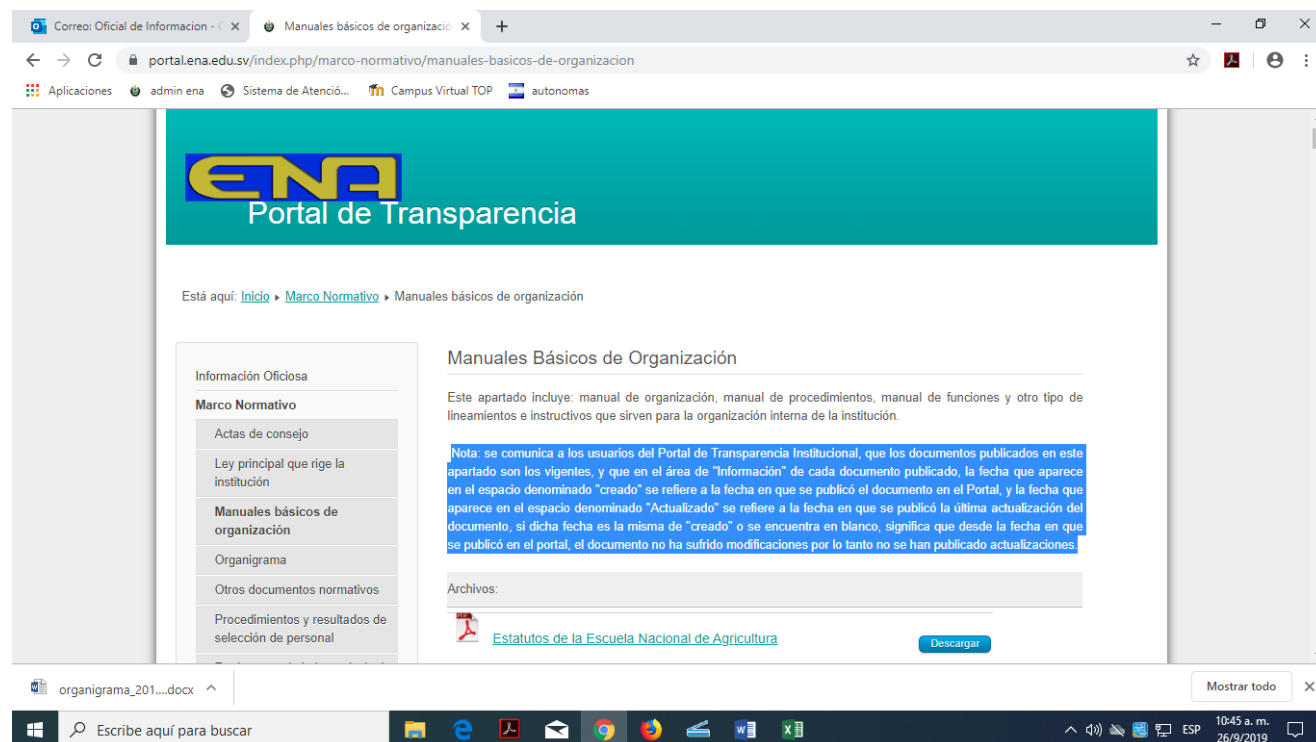 Correo: Oficial de Informacion - C
Manuales básicos de organizació
portal.ena.edu.sv/index.php/marco-normativo/manuales-basicos-de-organizacion
Aplicaciones
admin ena
Sistema de Atenció...
Campus Virtual TOP
autonomas
ENA
Portal de Transparencia
Está aquí: Inicio ▸ Marco Normativo ▸ Manuales básicos de organización
Información Oficiosa
Marco Normativo
Actas de consejo
Ley principal que rige la
institución
Manuales básicos de
organización
Organigrama
Otros documentos normativos
Procedimientos y resultados de
selección de personal
Manuales Básicos de Organización
Este apartado incluye: manual de organización, manual de procedimientos, manual de funciones y otro tipo de
lineamientos e instructivos que sirven para la organización interna de la institución.
Nota: se comunica a los usuarios del Portal de Transparencia Institucional, que los documentos publicados en este
apartado son los vigentes, y que en el área de "Información" de cada documento publicado, la fecha que aparece
en el espacio denominado "creado" se refiere a la fecha en que se publicó el documento en el Portal, y la fecha que
aparece en el espacio denominado "Actualizado" se refiere a la fecha en que se publicó la última actualización del
documento, si dicha fecha es la misma de "creado" o se encuentra en blanco, significa que desde la fecha en que
se publicó en el portal, el documento no ha sufrido modificaciones por lo tanto no se han publicado actualizaciones.
Archivos:
Estatutos de la Escuela Nacional de Agricultura
Descargar
organigrama_201....docx
Mostrar todo
Escribe aquí para buscar
ESP
10:45 a. m.
26/9/2019